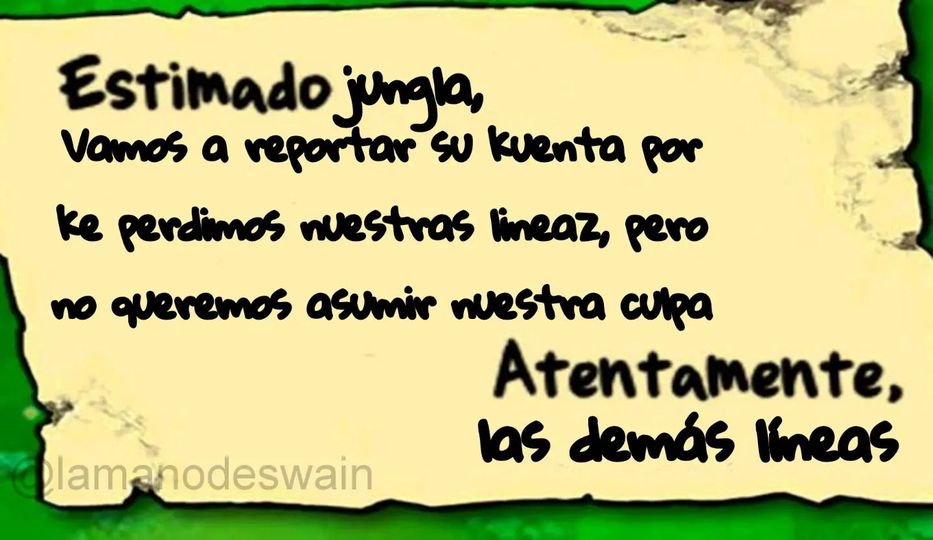 Estimado jungla,
Vamos a reportar su kuenta por
ke perdimos nuestras lineaz, pero
no queremos asumir nuestra culpa
Atentamente,
las demás líneas
@lamanodeswain